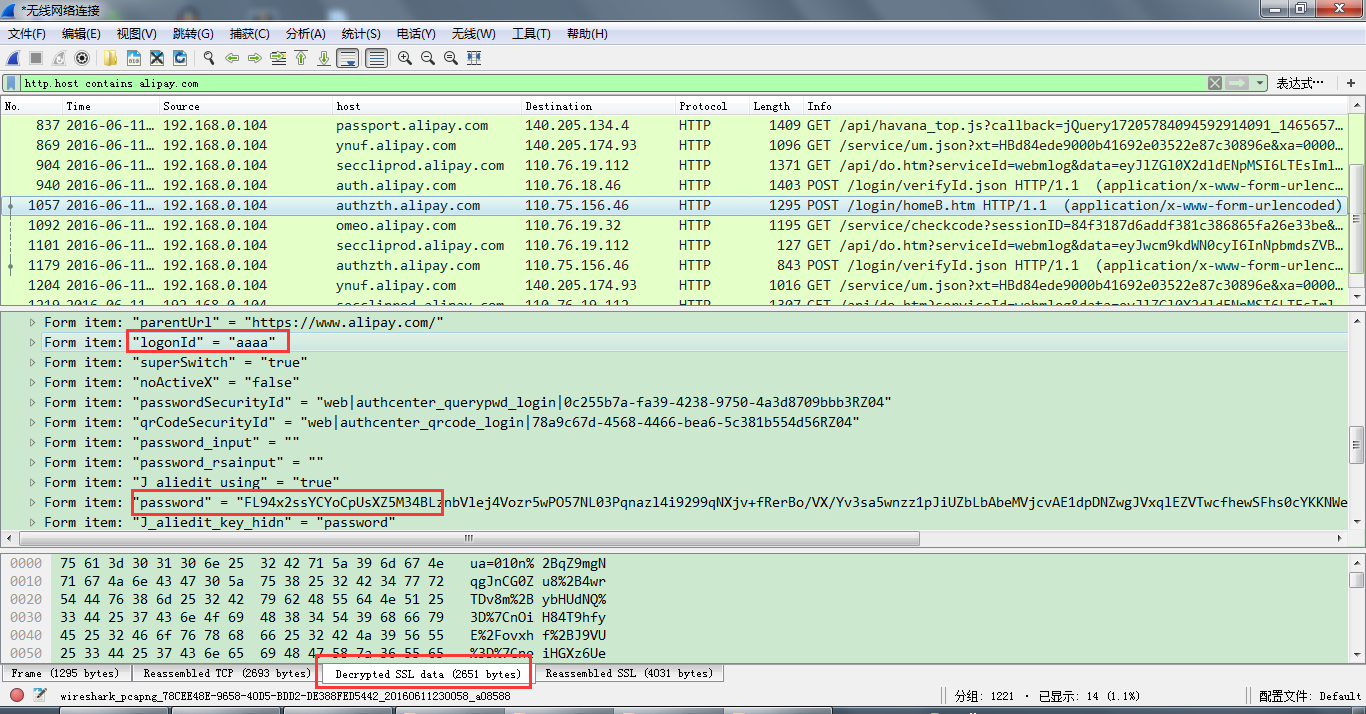 *无线网络连接
文件(F) 编辑(E) 视图(V) 跳转(G) 捕获(C) 分析(A) 统计(S) 电话(Y) 无线(W) 工具(T) 帮助(H)
http.host contains alipay.com 表达式… +
No. Time Source host Destination Protocol Length Info
837 2016-06-11… 192.168.0.104 passport.alipay.com 140.205.134.4 HTTP 1409 GET /api/havana_top.js?callback=jQuery17205784094592914091_1465657…
869 2016-06-11… 192.168.0.104 ynuf.alipay.com 140.205.174.93 HTTP 1096 GET /service/um.json?xt=HBd84ede9000b41692e03522e87c30896e&xa=0000…
904 2016-06-11… 192.168.0.104 seccliprod.alipay.com 110.76.19.112 HTTP 1371 GET /api/do.htm?serviceId=webmlog&data=eyJlZGl0X2dldENpMSI6LTEsIml…
940 2016-06-11… 192.168.0.104 auth.alipay.com 110.76.18.46 HTTP 1403 POST /login/verifyId.json HTTP/1.1 (application/x-www-form-urlenc…
1057 2016-06-11… 192.168.0.104 authzth.alipay.com 110.75.156.46 HTTP 1295 POST /login/homeB.htm HTTP/1.1 (application/x-www-form-urlencoded)
1092 2016-06-11… 192.168.0.104 omeo.alipay.com 110.76.19.32 HTTP 1195 GET /service/checkcode?sessionID=84f3187d6addf381c386865fa26e33be&…
1101 2016-06-11… 192.168.0.104 seccliprod.alipay.com 110.76.19.112 HTTP 127 GET /api/do.htm?serviceId=webmlog&data=eyJwcm9kdWN0cyI6InNpbmdsZVB…
1179 2016-06-11… 192.168.0.104 authzth.alipay.com 110.75.156.46 HTTP 843 POST /login/verifyId.json HTTP/1.1 (application/x-www-form-urlenc…
1204 2016-06-11… 192.168.0.104 ynuf.alipay.com 140.205.174.93 HTTP 1016 GET /service/um.json?xt=HBd84ede9000b41692e03522e87c30896e&xa=0000…
1219 2016-06-11… 192.168.0.104 seccliprod.alipay.com 110.76.19.112 HTTP 1307 GET /api/do.htm?serviceId=webmlog&data=eyJlZGl0X2dldENpMSI6LTEsIml…
Form item: "parentUrl" = "https://www.alipay.com/"
Form item: "logonId" = "aaaa"
Form item: "superSwitch" = "true"
Form item: "noActiveX" = "false"
Form item: "passwordSecurityId" = "web|authcenter_querypwd_login|0c255b7a-fa39-4238-9750-4a3d8709bbb3RZ04"
Form item: "qrCodeSecurityId" = "web|authcenter_qrcode_login|78a9c67d-4568-4466-bea6-5c381b554d56RZ04"
Form item: "password_input" = ""
Form item: "password_rsainput" = ""
Form item: "J_aliedit_using" = "true"
Form item: "password" = "FL94x2ssYCYoCpUsXZ5M34BLznbVlej4Vozr5wPO57NL03Pqnazl4i9299qNXjv+fRerBo/VX/Yv3sa5wnzz1pJiUZbLbAbeMVjcvAE1dpDNZwgJVxqlEZVTwcfhewSFhs0cYKKNWe
Form item: "J_aliedit_key_hidn" = "password"
0000 75 61 3d 30 31 30 6e 25 32 42 71 5a 39 6d 67 4e ua=010n% 2BqZ9mgN
0010 71 67 4a 6e 43 47 30 5a 75 38 25 32 42 34 77 72 qgJnCG0Z u8%2B4wr
0020 54 44 76 38 6d 25 32 42 79 62 48 55 64 4e 51 25 TDv8m%2B ybHUdNQ%
0030 33 44 25 37 43 6e 4f 69 48 38 34 54 39 68 66 79 3D%7CnOi H84T9hfy
0040 45 25 32 46 6f 76 78 68 66 25 32 42 4a 39 56 55 E%2Fovxh f%2BJ9VU
0050 25 33 44 25 37 43 6e 65 69 48 47 58 7a 36 55 65 %3D%7Cne iHGXz6Ue
Frame (1295 bytes) Reassembled TCP (2693 bytes) Decrypted SSL data (2651 bytes) Reassembled SSL (4031 bytes)
wireshark_pcapng_78CEE48E-9658-40D5-BDD2-DE388FED5442_20160611230058_a08588 分组: 1221 · 已显示: 14 (1.1%) 配置文件: Default